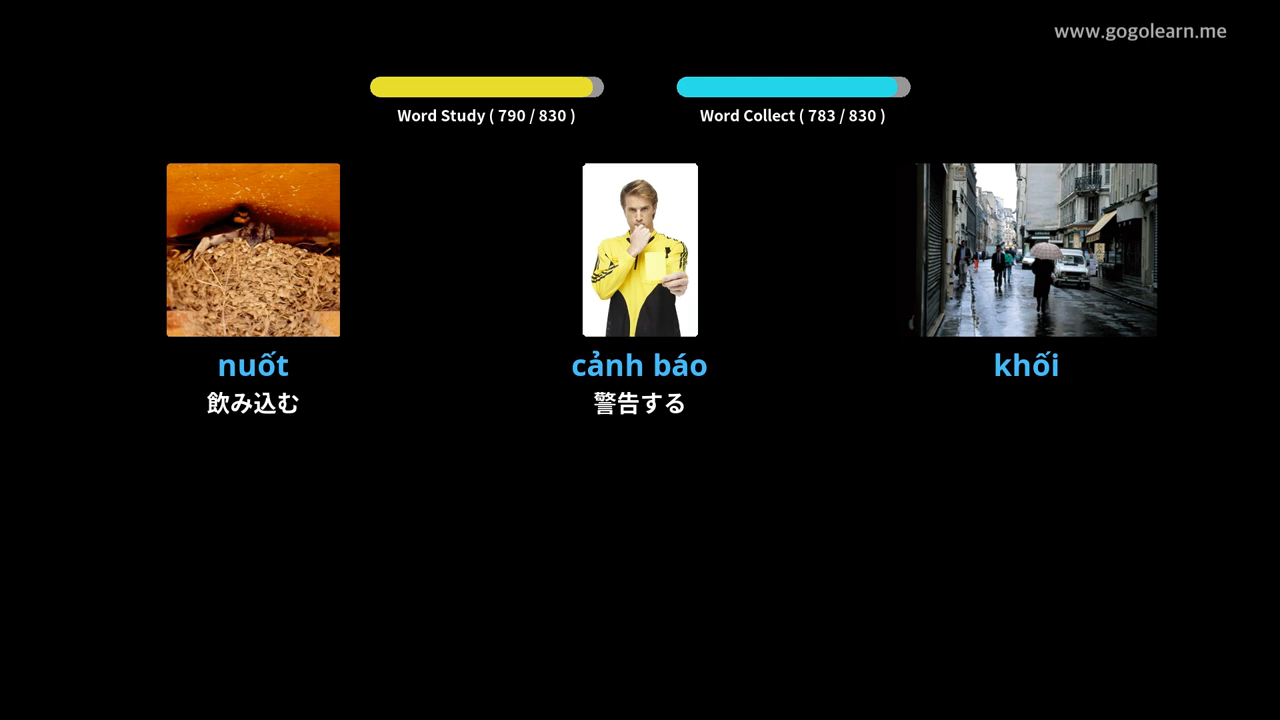 www.gogolearn.me
Word Study ( 790 / 830 )
Word Collect ( 783 / 830 )
nuốt
飲み込む
cảnh báo
警告する
khối